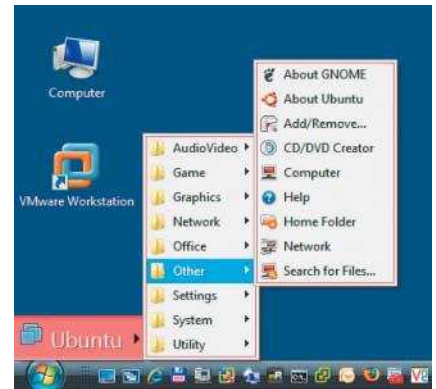 Computer
VMware Workstation
AudioVideo
Game
Graphics
Network
Office
Other
Settings
System
Utility
About GNOME
About Ubuntu
Add/Remove...
CD/DVD Creator
Computer
Help
Home Folder
Network
Search for Files...
Ubuntu